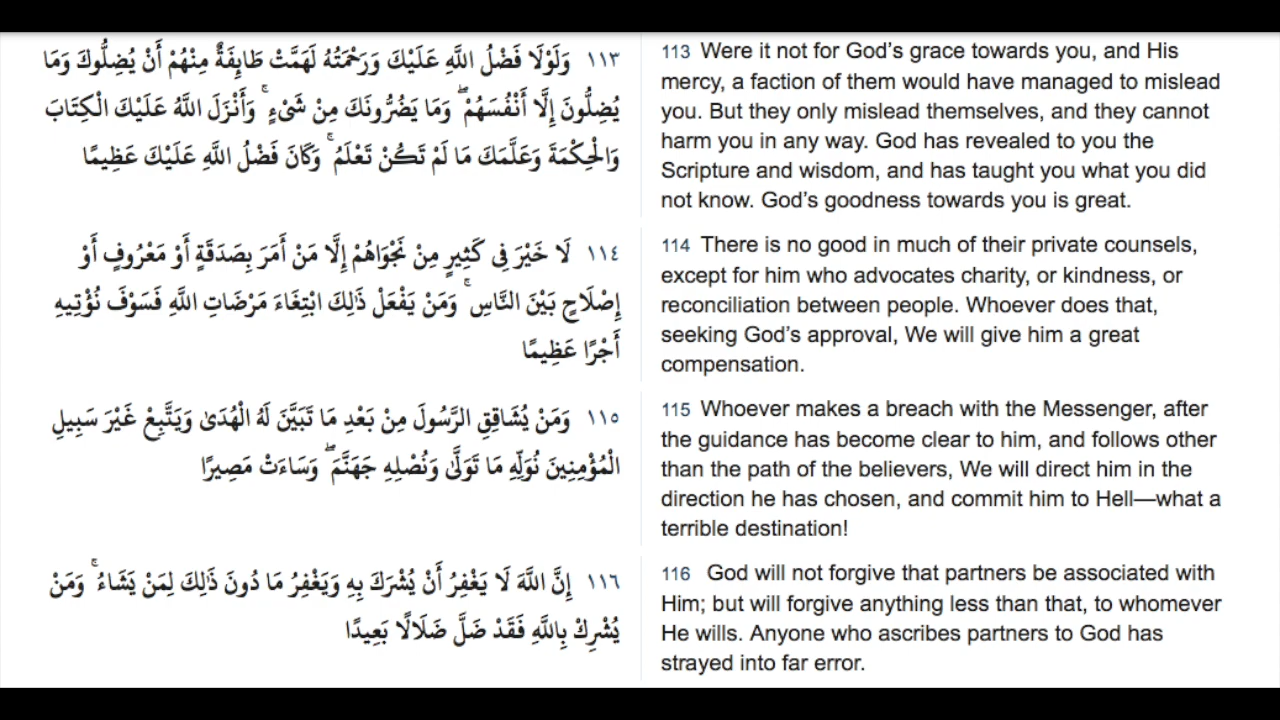 ١١٣ وَلَوْلَا فَضْلُ اللَّهِ عَلَيْكَ وَرَحْمَتُهُ لَهَمَّتْ طَائِفَةٌ مِنْهُمْ أَنْ يُضِلُّوكَ وَمَا
يُضِلُّونَ إِلَّا أَنْفُسَهُمْ ۖ وَمَا يَضُرُّونَكَ مِنْ شَيْءٍ ۚ وَأَنْزَلَ اللَّهُ عَلَيْكَ الْكِتَابَ
وَالْحِكْمَةَ وَعَلَّمَكَ مَا لَمْ تَكُنْ تَعْلَمُ ۚ وَكَانَ فَضْلُ اللَّهِ عَلَيْكَ عَظِيمًا
113 Were it not for God’s grace towards you, and His
mercy, a faction of them would have managed to mislead
you. But they only mislead themselves, and they cannot
harm you in any way. God has revealed to you the
Scripture and wisdom, and has taught you what you did
not know. God’s goodness towards you is great.
١١٤ لَا خَيْرَ فِي كَثِيرٍ مِنْ نَجْوَاهُمْ إِلَّا مَنْ أَمَرَ بِصَدَقَةٍ أَوْ مَعْرُوفٍ أَوْ
إِصْلَاحٍ بَيْنَ النَّاسِ ۚ وَمَنْ يَفْعَلْ ذَٰلِكَ ابْتِغَاءَ مَرْضَاتِ اللَّهِ فَسَوْفَ نُؤْتِيهِ
أَجْرًا عَظِيمًا
114 There is no good in much of their private counsels,
except for him who advocates charity, or kindness, or
reconciliation between people. Whoever does that,
seeking God’s approval, We will give him a great
compensation.
١١٥ وَمَنْ يُشَاقِقِ الرَّسُولَ مِنْ بَعْدِ مَا تَبَيَّنَ لَهُ الْهُدَىٰ وَيَتَّبِعْ غَيْرَ سَبِيلِ
الْمُؤْمِنِينَ نُوَلِّهِ مَا تَوَلَّىٰ وَنُصْلِهِ جَهَنَّمَ ۖ وَسَاءَتْ مَصِيرًا
115 Whoever makes a breach with the Messenger, after
the guidance has become clear to him, and follows other
than the path of the believers, We will direct him in the
direction he has chosen, and commit him to Hell—what a
terrible destination!
١١٦ إِنَّ اللَّهَ لَا يَغْفِرُ أَنْ يُشْرَكَ بِهِ وَيَغْفِرُ مَا دُونَ ذَٰلِكَ لِمَنْ يَشَاءُ ۚ وَمَنْ
يُشْرِكْ بِاللَّهِ فَقَدْ ضَلَّ ضَلَالًا بَعِيدًا
116 God will not forgive that partners be associated with
Him; but will forgive anything less than that, to whomever
He wills. Anyone who ascribes partners to God has
strayed into far error.